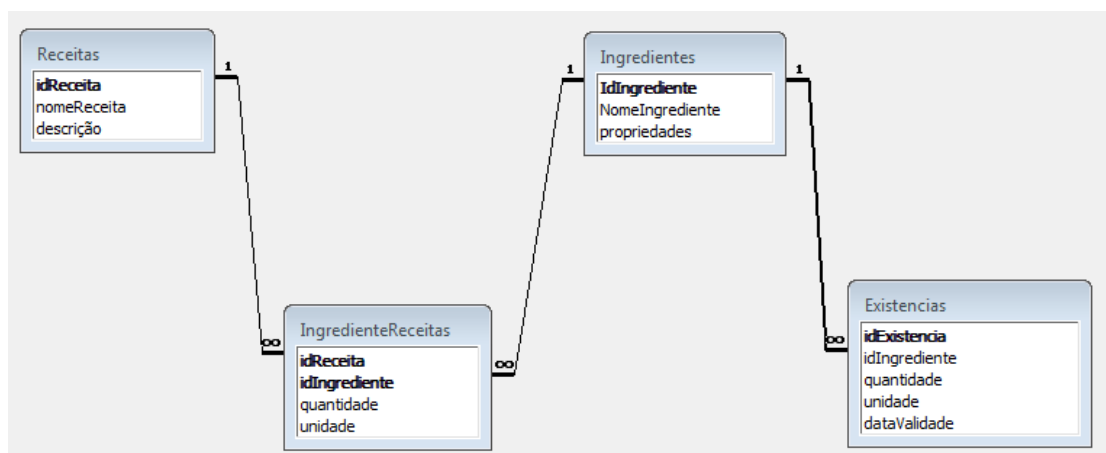 Receitas
idReceita
nomeReceita
descrição
1
1
Ingredientes
IdIngrediente
NomeIngrediente
propriedades
1
∞
IngredienteReceitas
idReceita
idIngrediente
quantidade
unidade
∞
∞
Existencias
idExistencia
idIngrediente
quantidade
unidade
dataValidade